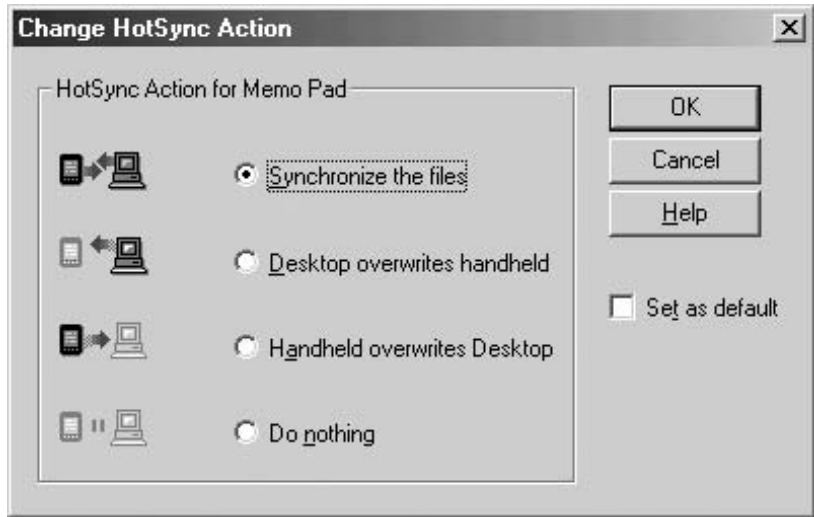 Change HotSync Action
HotSync Action for Memo Pad
Synchronize the files
Desktop overwrites handheld
Handheld overwrites Desktop
Do nothing
OK
Cancel
Help
Set as default